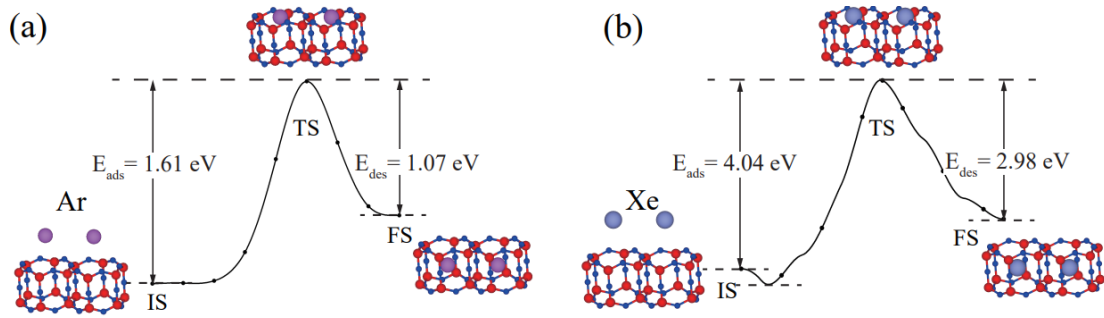 (a)
TS
E_ads = 1.61 eV
E_des = 1.07 eV
Ar
FS
IS
(b)
TS
E_ads = 4.04 eV
E_des = 2.98 eV
Xe
FS
IS